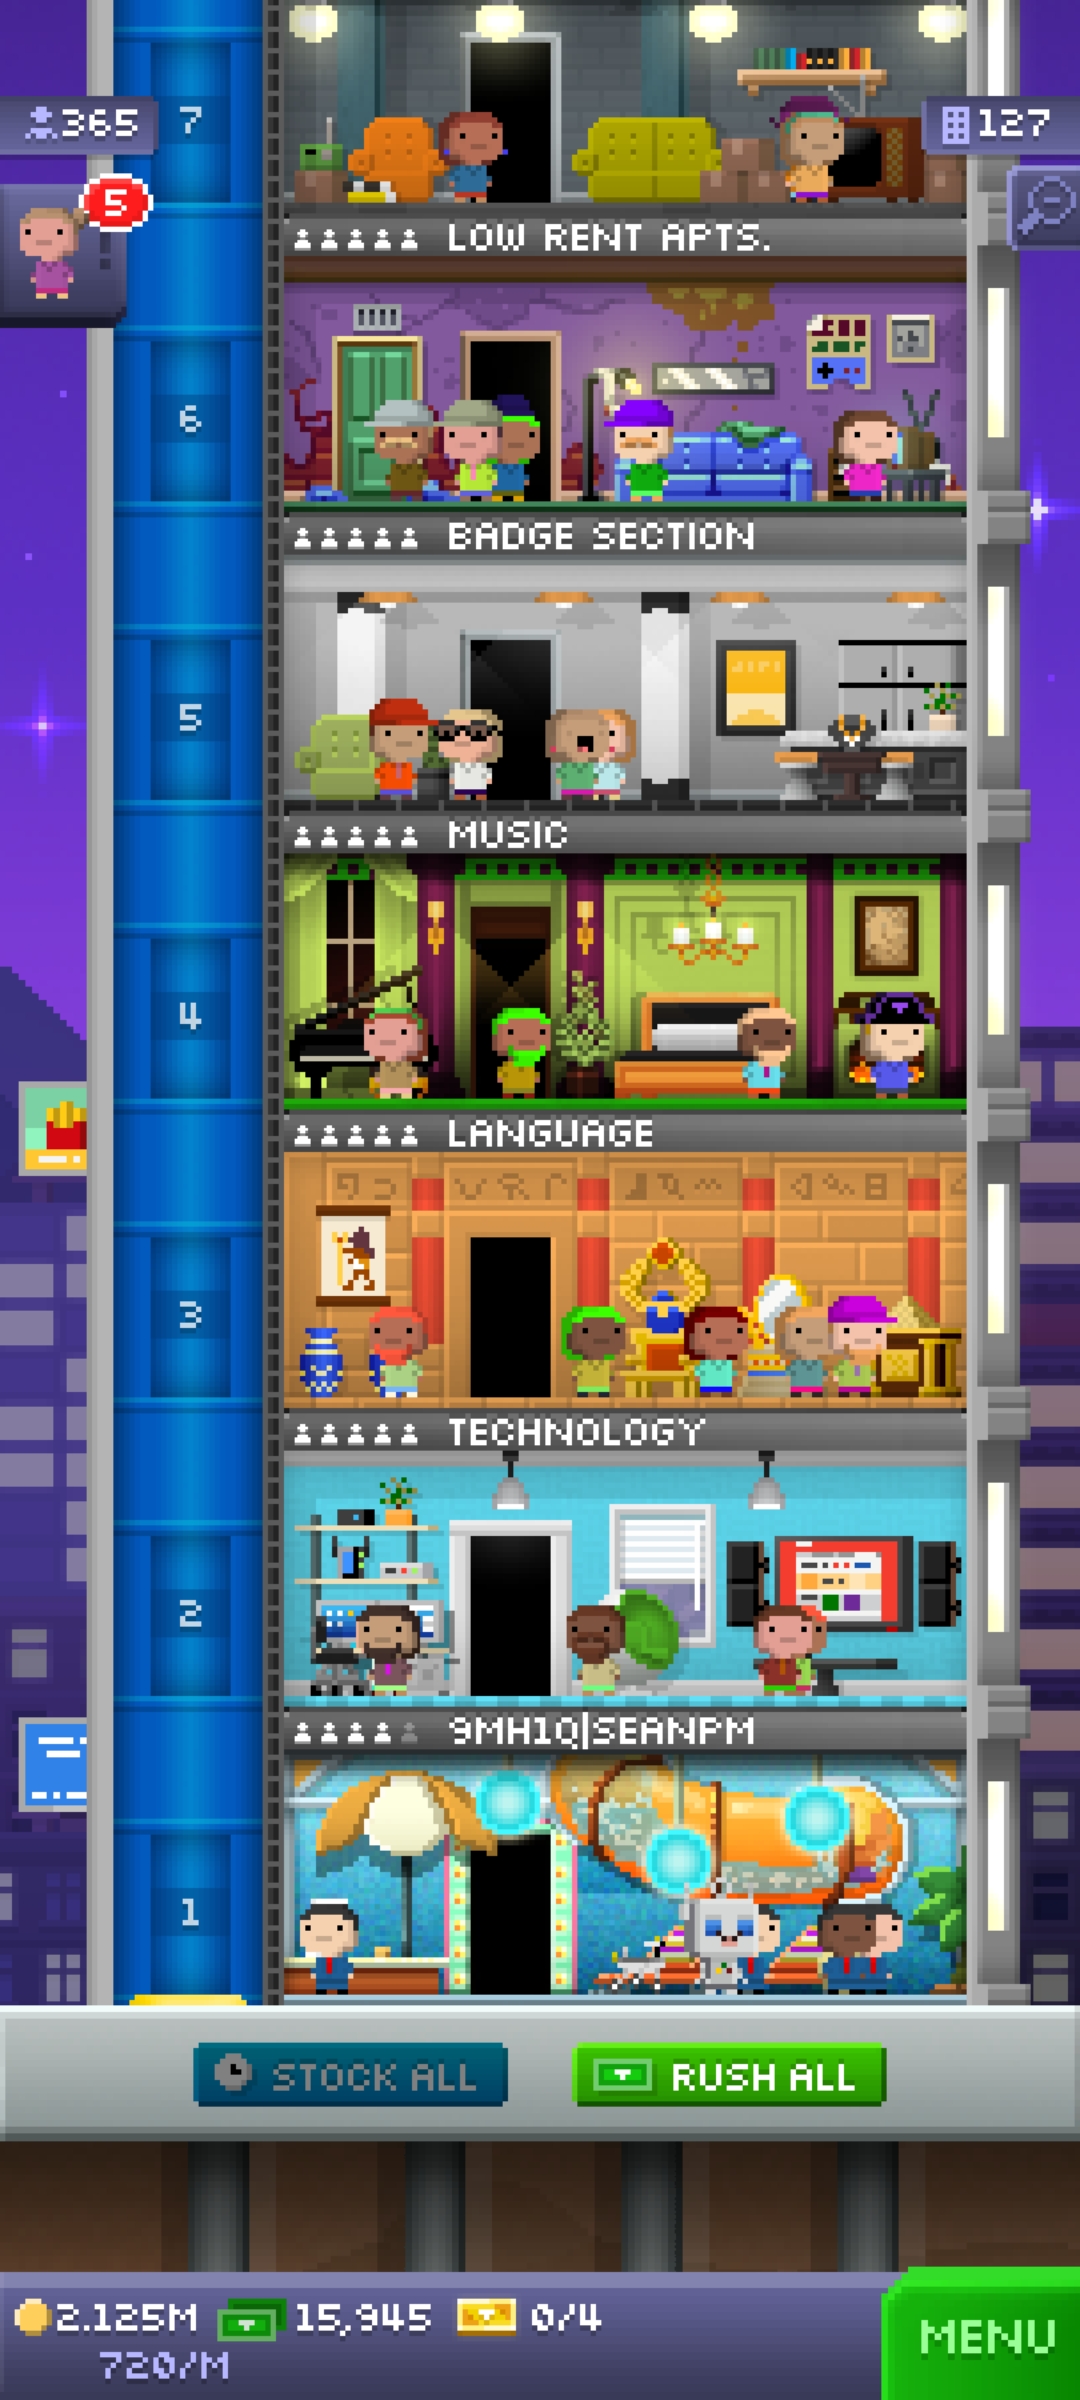 7
365
127
5
LOW RENT APTS.
6
BADGE SECTION
5
MUSIC
4
LANGUAGE
3
TECHNOLOGY
2
9MH1Q|SEANPM
1
STOCK ALL
RUSH ALL
2.125M
15,945
0/4
720/M
MENU